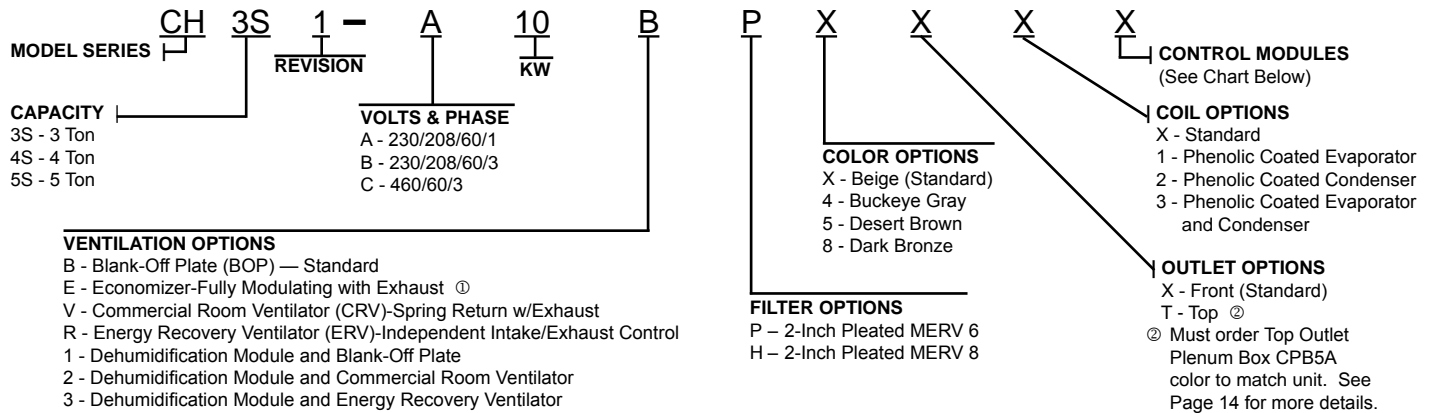 CH 3S 1 - A 10 B P X X X X
MODEL SERIES
REVISION
KW
CONTROL MODULES
(See Chart Below)
CAPACITY
3S - 3 Ton
4S - 4 Ton
5S - 5 Ton
VOLTS & PHASE
A - 230/208/60/1
B - 230/208/60/3
C - 460/60/3
COLOR OPTIONS
X - Beige (Standard)
4 - Buckeye Gray
5 - Desert Brown
8 - Dark Bronze
COIL OPTIONS
X - Standard
1 - Phenolic Coated Evaporator
2 - Phenolic Coated Condenser
3 - Phenolic Coated Evaporator
and Condenser
VENTILATION OPTIONS
B - Blank-Off Plate (BOP) — Standard
E - Economizer-Fully Modulating with Exhaust ①
V - Commercial Room Ventilator (CRV)-Spring Return w/Exhaust
R - Energy Recovery Ventilator (ERV)-Independent Intake/Exhaust Control
1 - Dehumidification Module and Blank-Off Plate
2 - Dehumidification Module and Commercial Room Ventilator
3 - Dehumidification Module and Energy Recovery Ventilator
FILTER OPTIONS
P – 2-Inch Pleated MERV 6
H – 2-Inch Pleated MERV 8
OUTLET OPTIONS
X - Front (Standard)
T - Top ②
② Must order Top Outlet
Plenum Box CPB5A
color to match unit. See
Page 14 for more details.